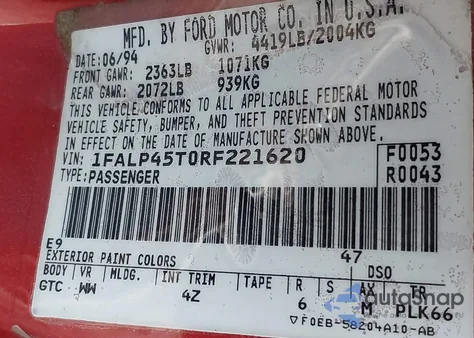 MFD. BY FORD MOTOR CO. IN U.S.A.
DATE: 06/94 GVWR: 4419LB/2004KG
FRONT GAWR: 2363LB 1071KG
REAR GAWR: 2072LB 939KG
THIS VEHICLE CONFORMS TO ALL APPLICABLE FEDERAL MOTOR
VEHICLE SAFETY, BUMPER, AND THEFT PREVENTION STANDARDS
IN EFFECT ON THE DATE OF MANUFACTURE SHOWN ABOVE.
VIN: 1FALP45T0RF221620 F0053
TYPE: PASSENGER R0043
E9 47
EXTERIOR PAINT COLORS DSO
BODY VR MLDG. INT TRIM TAPE R S AX TR
GTC WW 4Z 6 M PLK66
autosnap
▽F0EB-58204A10-AB